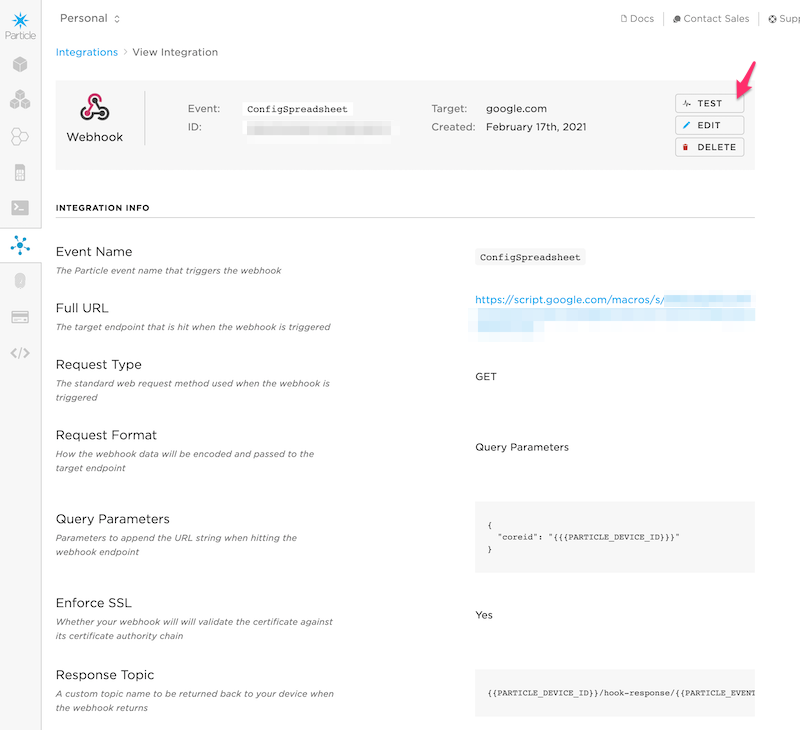 Personal
Docs
Contact Sales
Particle
Integrations > View Integration
Webhook
Event: ConfigSpreadsheet
ID:
Target: google.com
Created: February 17th, 2021
TEST
EDIT
DELETE
INTEGRATION INFO
Event Name
The Particle event name that triggers the webhook
ConfigSpreadsheet
Full URL
The target endpoint that is hit when the webhook is triggered
https://script.google.com/macros/s/
Request Type
The standard web request method used when the webhook is
triggered
GET
Request Format
How the webhook data will be encoded and passed to the
target endpoint
Query Parameters
Query Parameters
Parameters to append the URL string when hitting the
webhook endpoint
{
"coreid": "{{{PARTICLE_DEVICE_ID}}}"
}
Enforce SSL
Whether your webhook will will validate the certificate against
its certificate authority chain
Yes
Response Topic
A custom topic name to be returned back to your device when
the webhook returns
{{PARTICLE_DEVICE_ID}}/hook-response/{{PARTICLE_EVENT